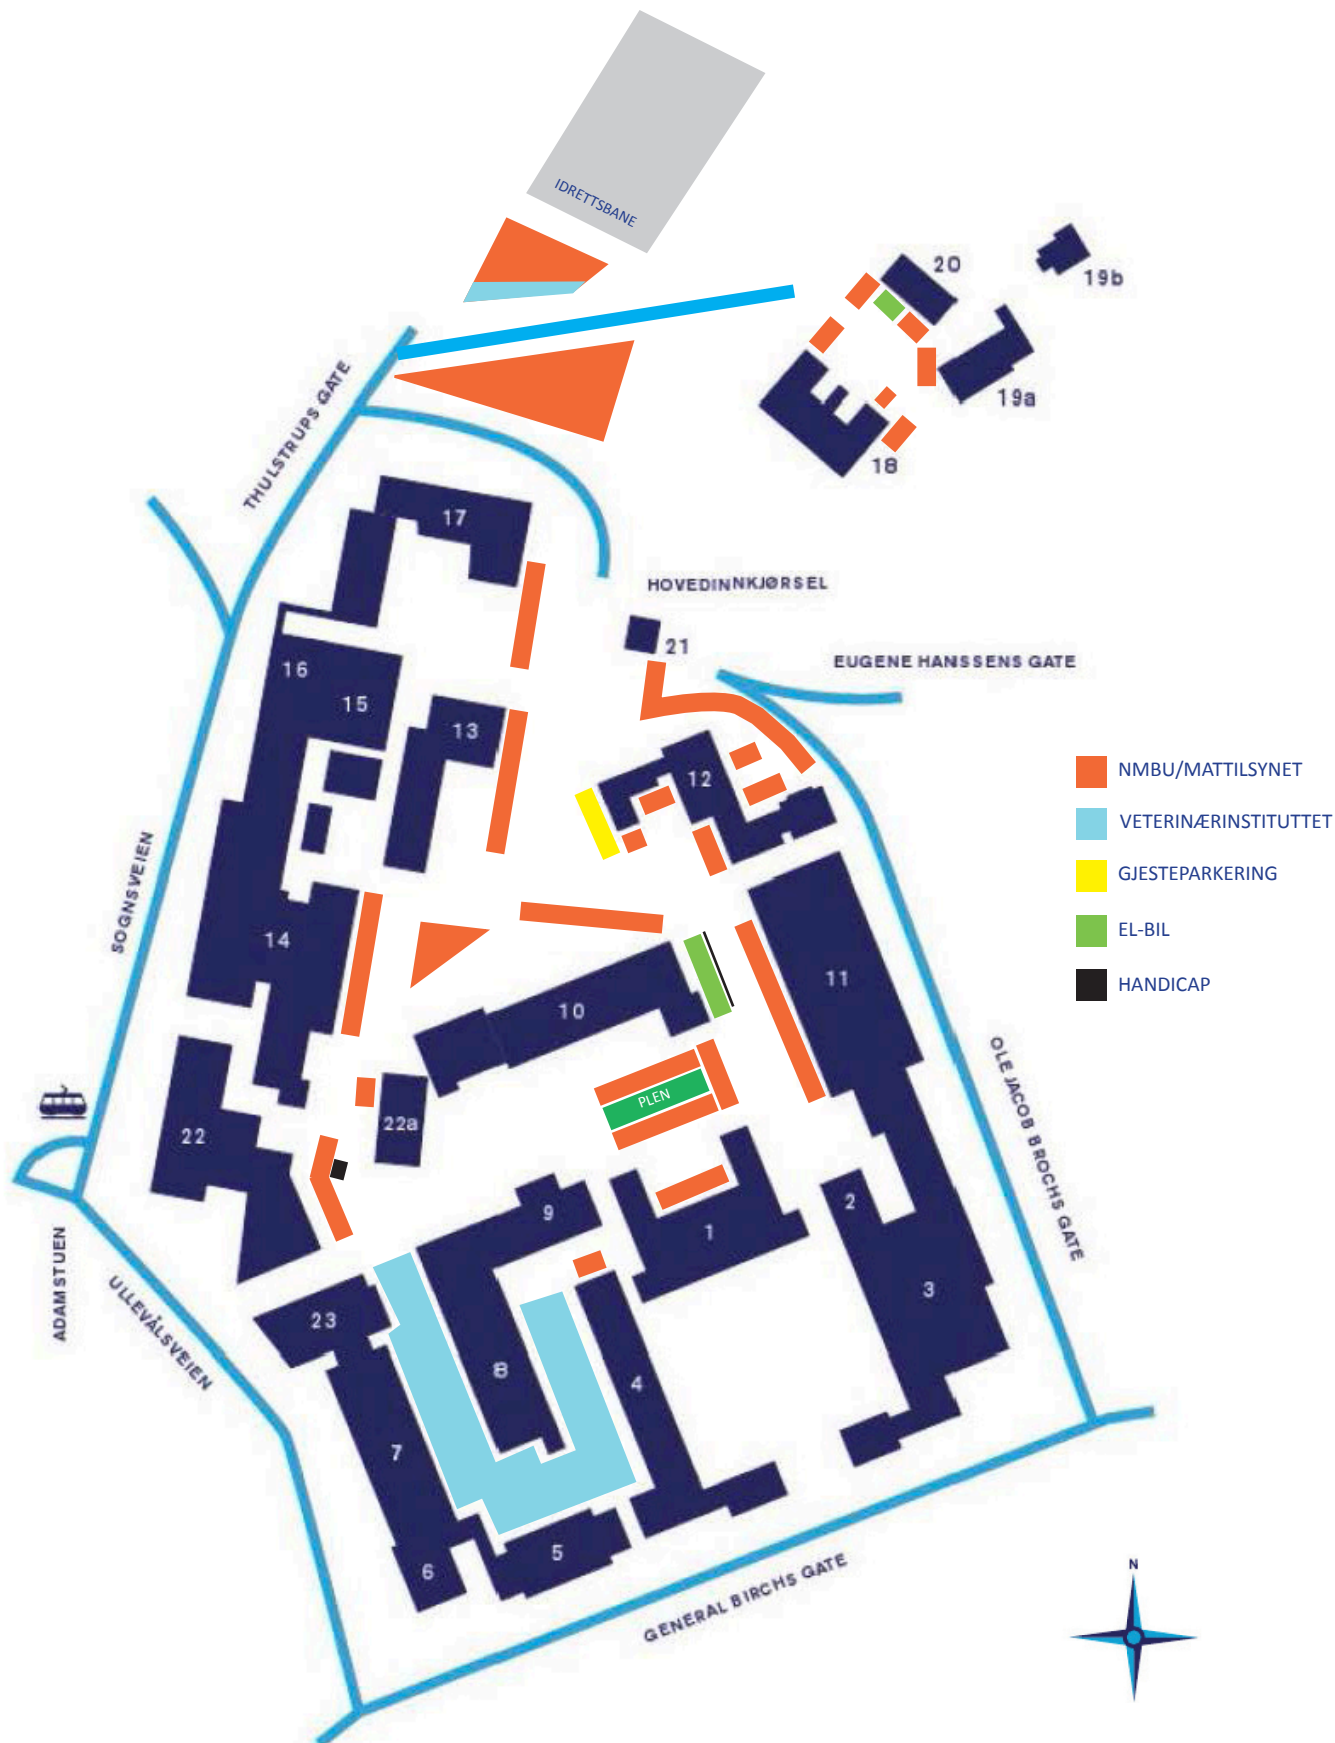 IDRETTSBANE
20
19b
19a
18
THULSTRUPS GATE
17
HOVEDINNKJØRSEL
21
EUGENE HANSSENS GATE
16
15
13
12
NMBU/MATTILSYNET
VETERINÆRINSTITUTTET
GJESTEPARKERING
EL-BIL
HANDICAP
SOGNSVEIEN
14
11
10
OLE JACOB BROCHS GATE
PLEN
22
22a
2
9
1
3
ADAMSTUEN
ULLEVÅLSVEIEN
23
8
4
7
5
6
GENERAL BIRCHS GATE
N